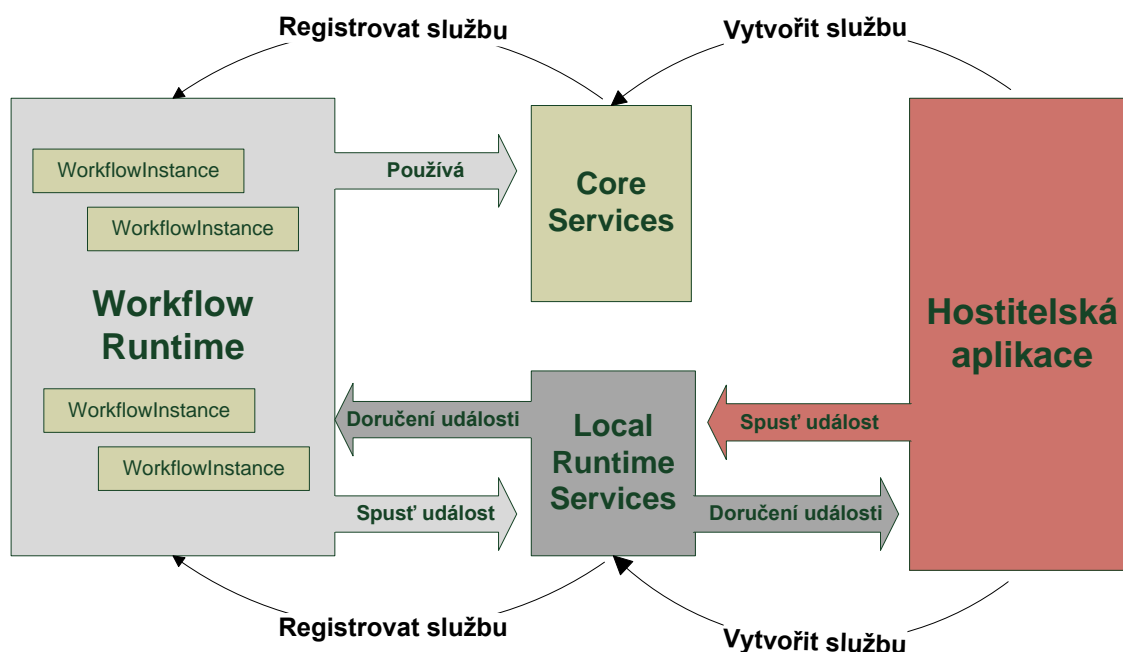 Registrovat službu
Vytvořit službu
WorkflowInstance
Používá
WorkflowInstance
Core
Services
Workflow
Runtime
Hostitelská
aplikace
WorkflowInstance
Doručení události
Local
Runtime
Services
Spusť událost
WorkflowInstance
Spusť událost
Doručení události
Registrovat službu
Vytvořit službu